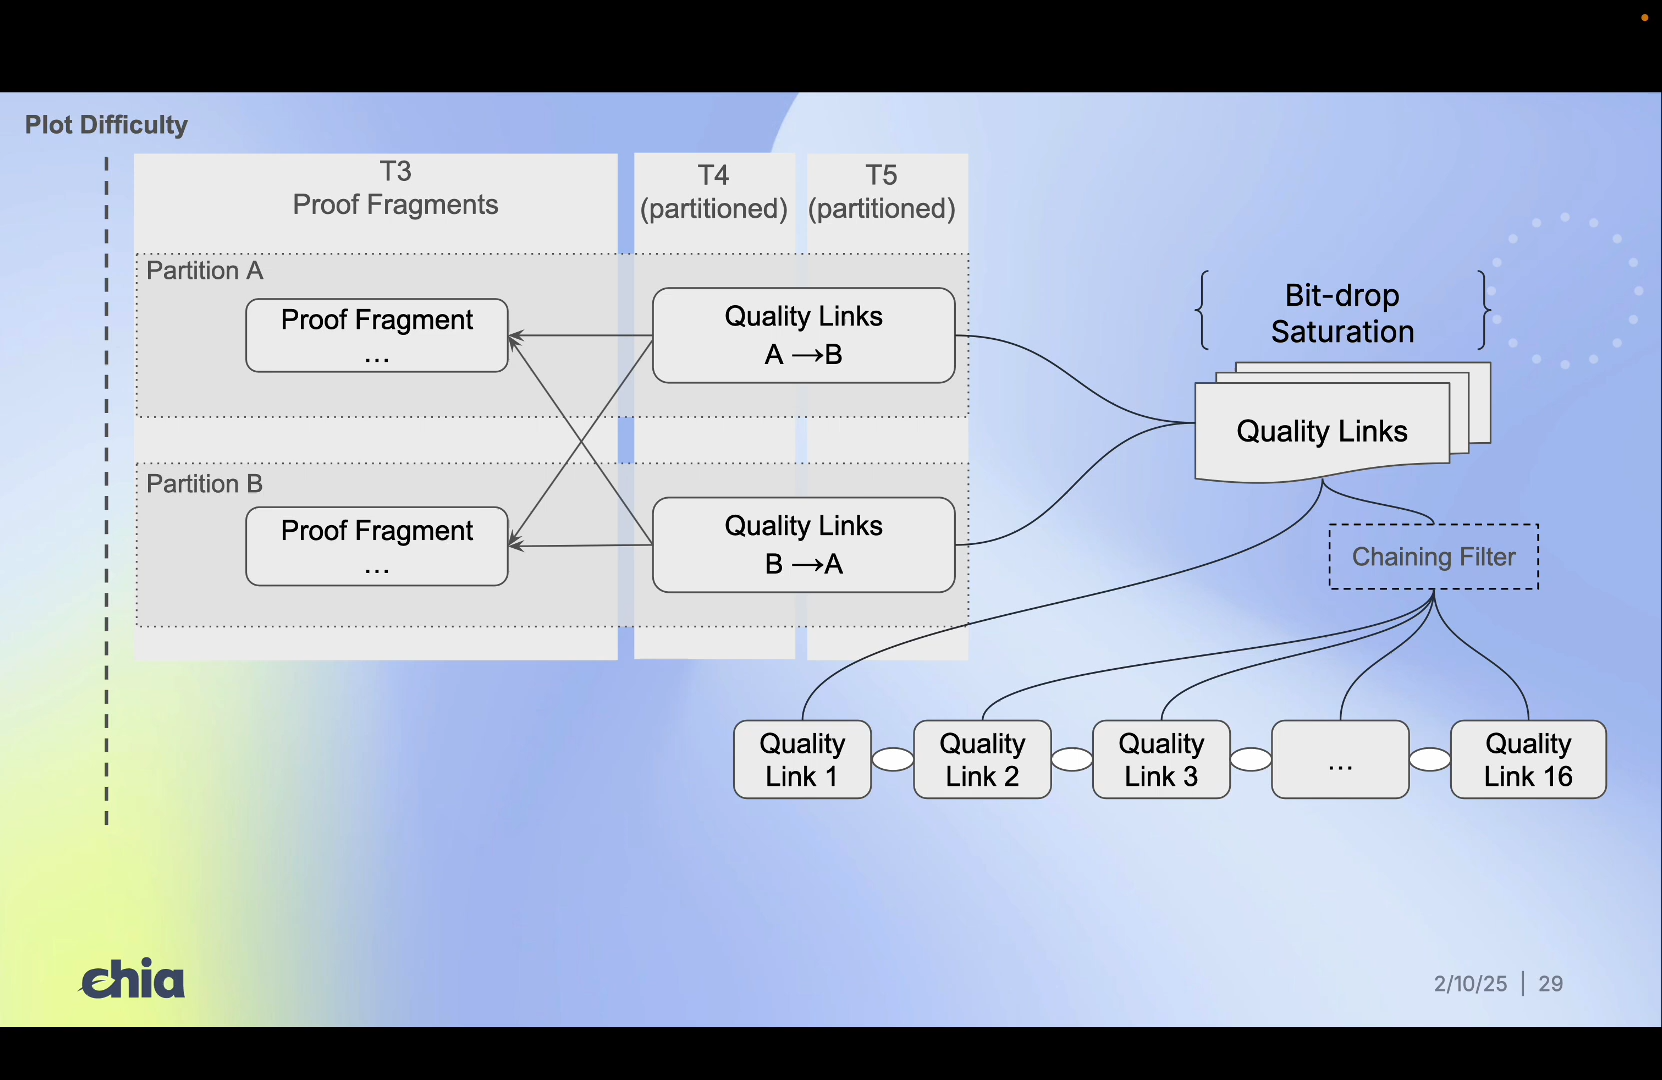 Plot Difficulty
T3
Proof Fragments
T4
(partitioned)
T5
(partitioned)
Partition A
Proof Fragment
...
Quality Links
A →B
Partition B
Proof Fragment
...
Quality Links
B →A
Bit-drop
Saturation
Quality Links
Chaining Filter
Quality
Link 1
Quality
Link 2
Quality
Link 3
...
Quality
Link 16
chia
2/10/25 | 29